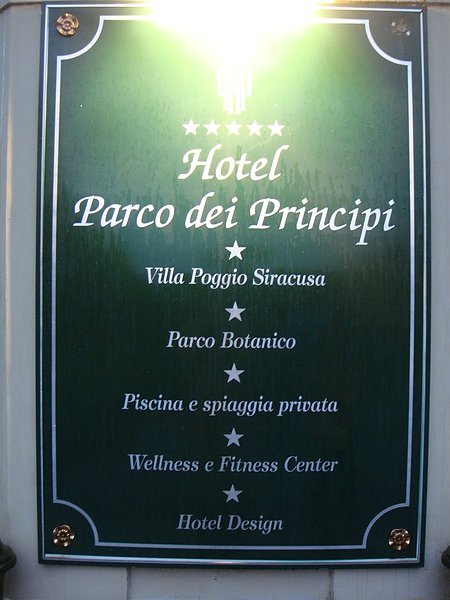 Hotel
Parco dei Principi
Villa Poggio Siracusa
Parco Botanico
Piscina e spiaggia privata
Wellness e Fitness Center
Hotel Design